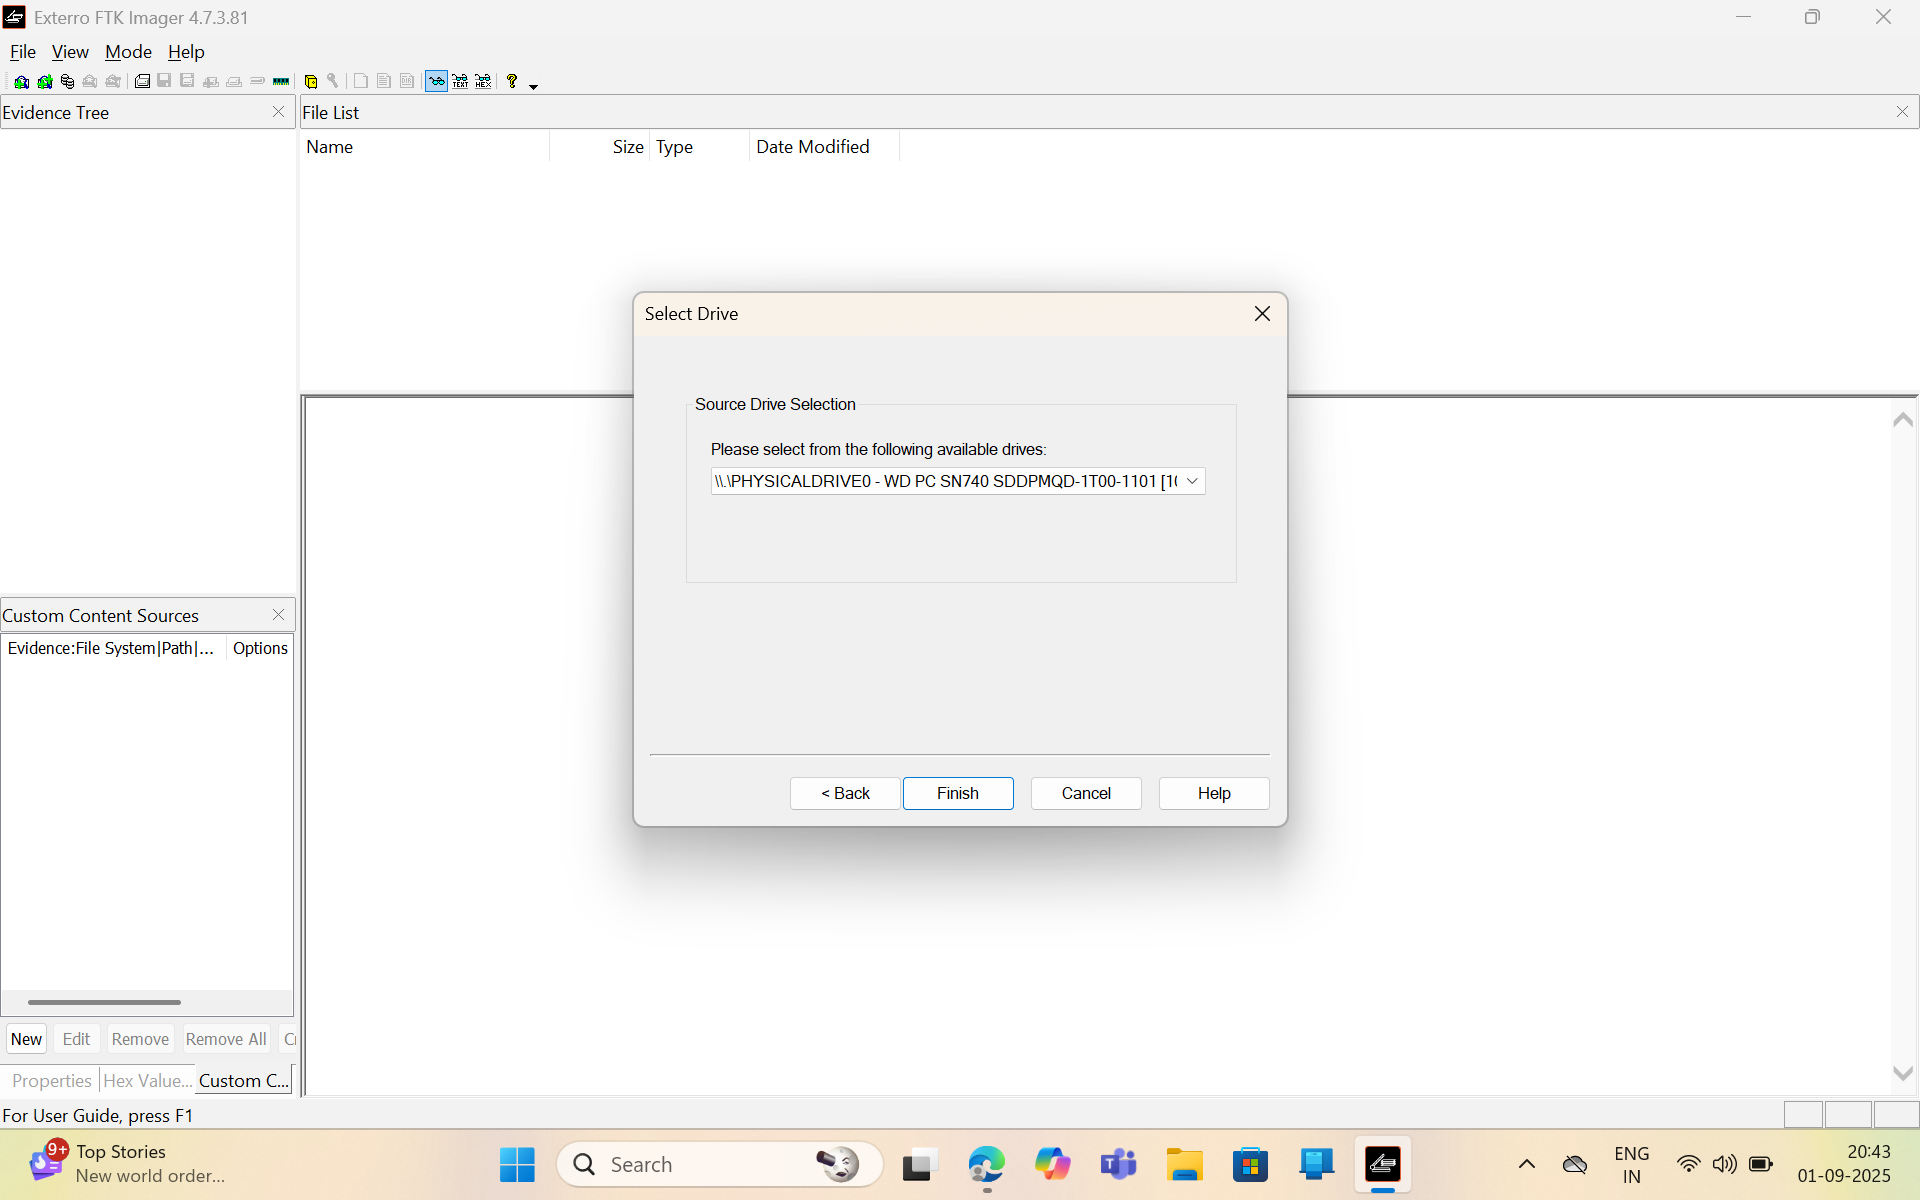 Exterro FTK Imager 4.7.3.81
File View Mode Help
Evidence Tree
File List
Name Size Type Date Modified
Select Drive
Source Drive Selection
Please select from the following available drives:
\\.\PHYSICALDRIVE0 - WD PC SN740 SDDPMQD-1T00-1101 [1
< Back Finish Cancel Help
Custom Content Sources
Evidence:File System|Path|... Options
New Edit Remove Remove All
Properties Hex Value... Custom C...
For User Guide, press F1
9+
Top Stories
New world order...
Search
ENG
IN
20:43
01-09-2025